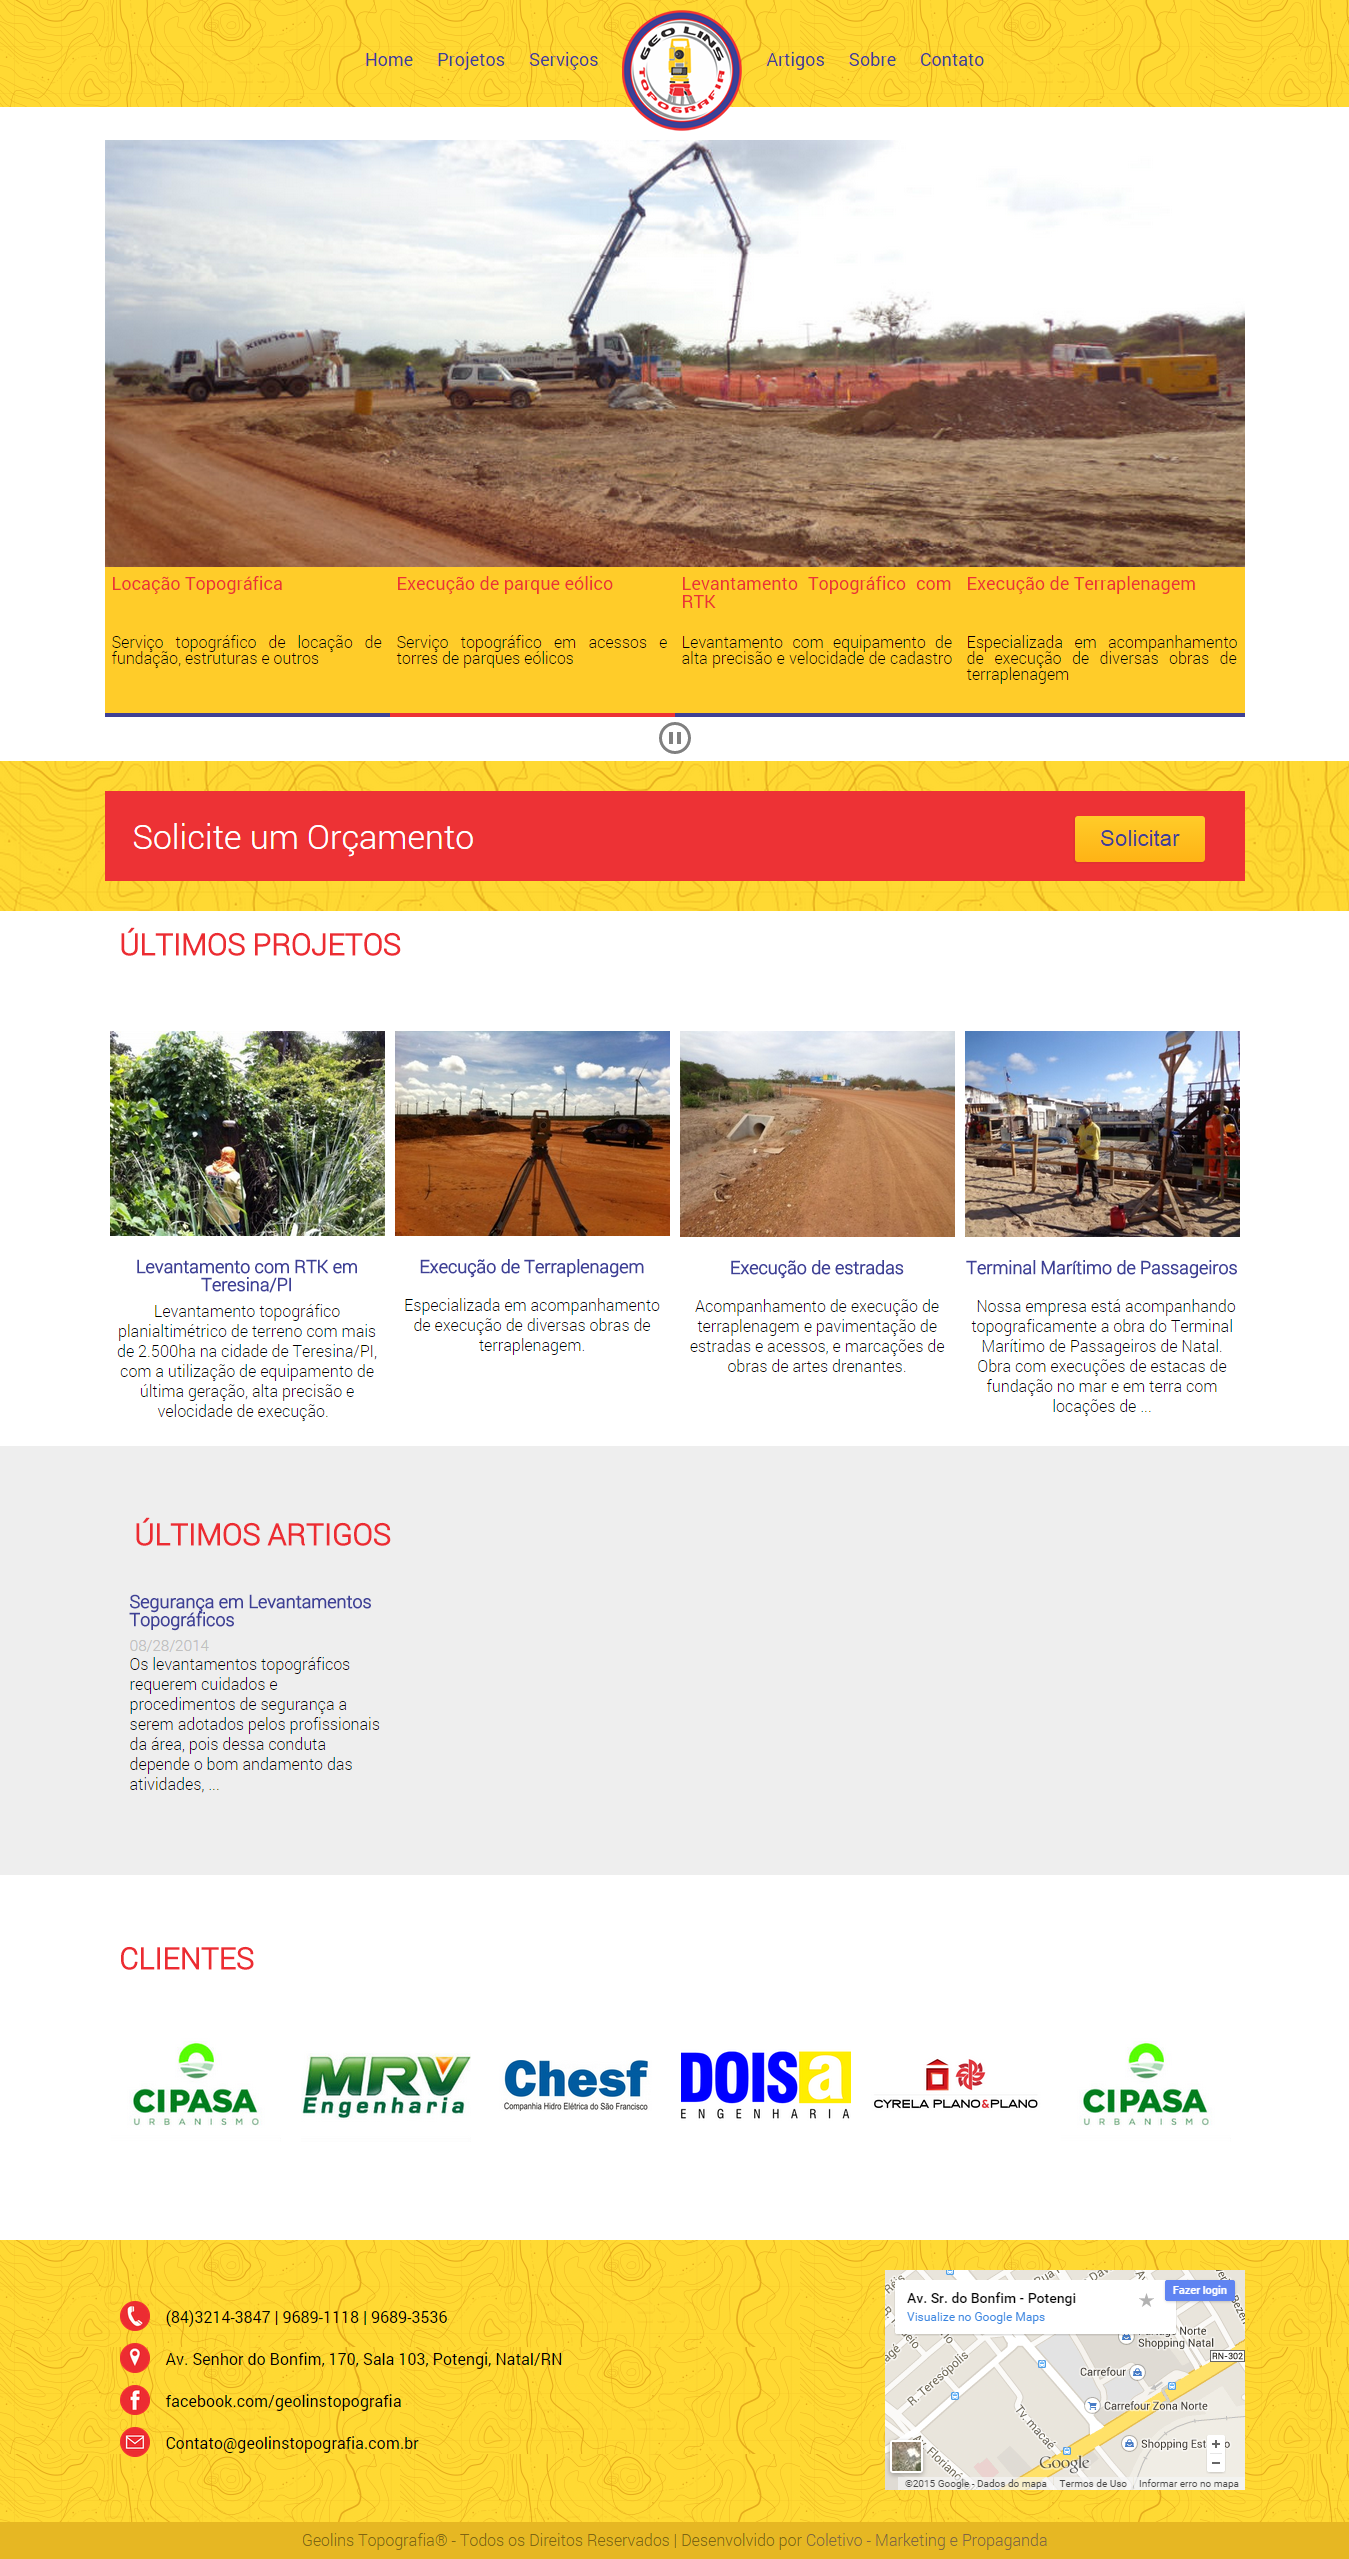 Home Projetos Serviços
GEO LINS
TOPOGRAFIA
Artigos Sobre Contato
POLIMIX
Locação Topográfica
Serviço topográfico de locação de
fundação, estruturas e outros
Execução de parque eólico
Serviço topográfico em acessos e
torres de parques eólicos
Levantamento Topográfico com
RTK
Levantamento com equipamento de
alta precisão e velocidade de cadastro
Execução de Terraplenagem
Especializada em acompanhamento
de execução de diversas obras de
terraplenagem
Solicite um Orçamento
Solicitar
ÚLTIMOS PROJETOS
Levantamento com RTK em
Teresina/PI
Levantamento topográfico
planialtimétrico de terreno com mais
de 2.500ha na cidade de Teresina/PI,
com a utilização de equipamento de
última geração, alta precisão e
velocidade de execução.
Execução de Terraplenagem
Especializada em acompanhamento
de execução de diversas obras de
terraplenagem.
Execução de estradas
Acompanhamento de execução de
terraplenagem e pavimentação de
estradas e acessos, e marcações de
obras de artes drenantes.
Terminal Marítimo de Passageiros
Nossa empresa está acompanhando
topograficamente a obra do Terminal
Marítimo de Passageiros de Natal.
Obra com execuções de estacas de
fundação no mar e em terra com
locações de ...
ÚLTIMOS ARTIGOS
Segurança em Levantamentos
Topográficos
08/28/2014
Os levantamentos topográficos
requerem cuidados e
procedimentos de segurança a
serem adotados pelos profissionais
da área, pois dessa conduta
depende o bom andamento das
atividades, ...
CLIENTES
CIPASA
URBANISMO
MRV
Engenharia
Chesf
Companhia Hidro Elétrica do São Francisco
DOISa
ENGENHARIA
CYRELA PLANO&PLANO
CIPASA
URBANISMO
(84)3214-3847 | 9689-1118 | 9689-3536
Av. Senhor do Bonfim, 170, Sala 103, Potengi, Natal/RN
facebook.com/geolinstopografia
Contato@geolinstopografia.com.br
Av. Sr. do Bonfim - Potengi
Visualize no Google Maps
Fazer login
Norte
Shopping Natal
RN-302
Carrefour
R. Teresópolis
Carrefour Zona Norte
Tv. macaé
Av. Florianó
Shopping Est o
Google
©2015 Google - Dados do mapa Termos de Uso Informar erro no mapa
Geolins Topografia® - Todos os Direitos Reservados | Desenvolvido por Coletivo - Marketing e Propaganda